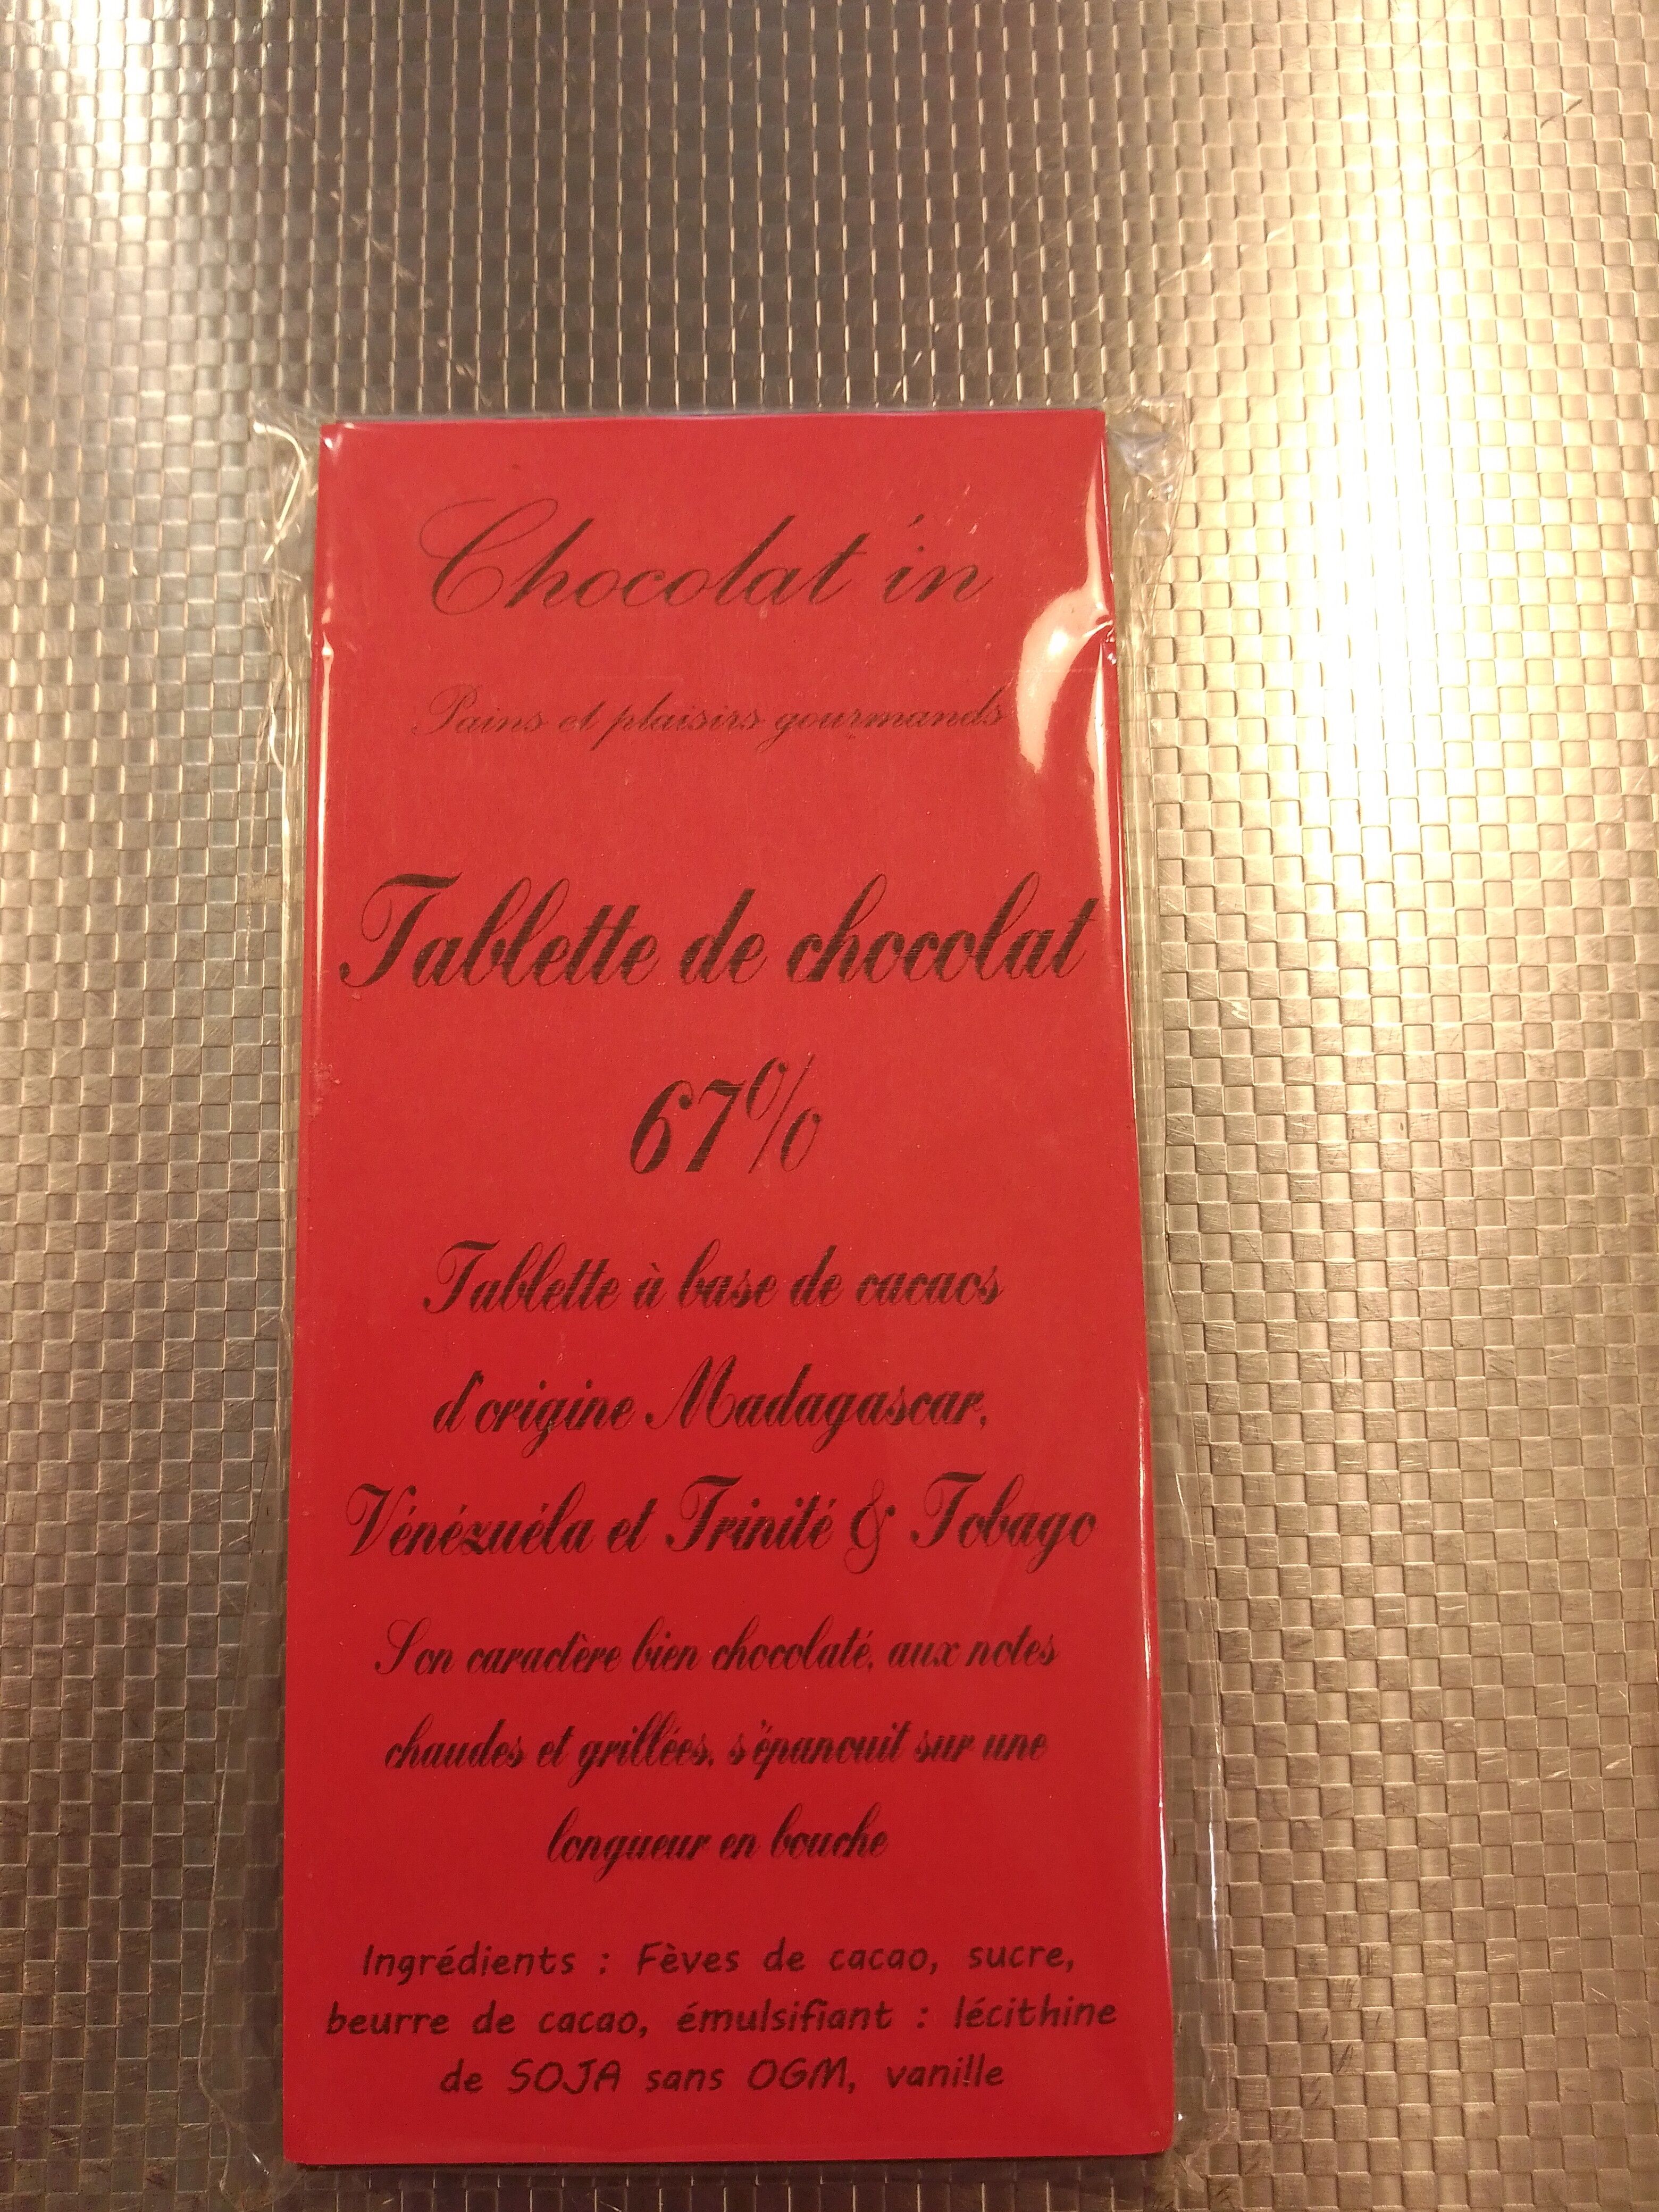 Chocolat'in
Pains et plaisirs gourmands
Tablette de chocolat
67%
Tablette à base de cacaos
d'origine Madagascar,
Vénézuéla et Trinité & Tobago
Son caractère bien chocolaté, aux notes
chaudes et grillées, s'épanouit sur une
longueur en bouche
Ingrédients : Fèves de cacao, sucre,
beurre de cacao, émulsifiant : lécithine
de SOJA sans OGM, vanille